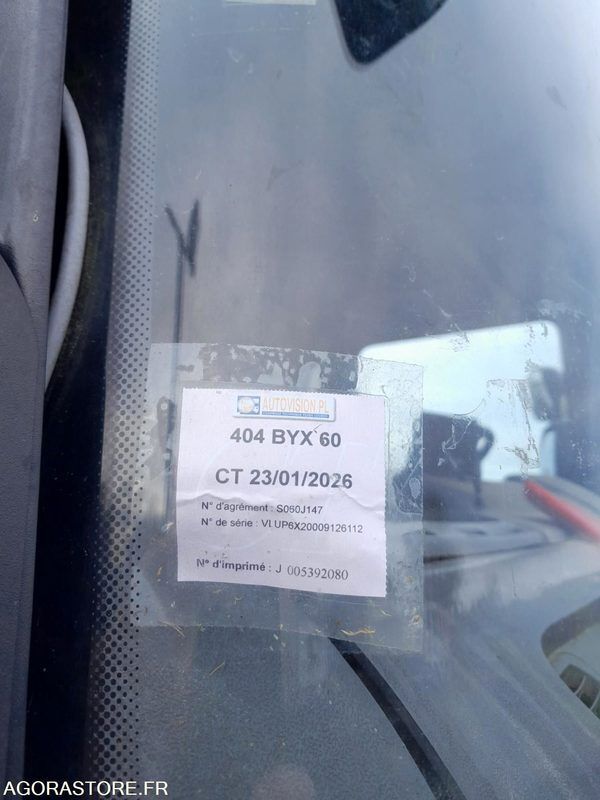 AUTOVISION PL
404 BYX 60
CT 23/01/2026
N° d'agrément : S060J147
N° de série : VLUP6X20009126112
N° d'imprimé : J 005392080
AGORASTORE.FR